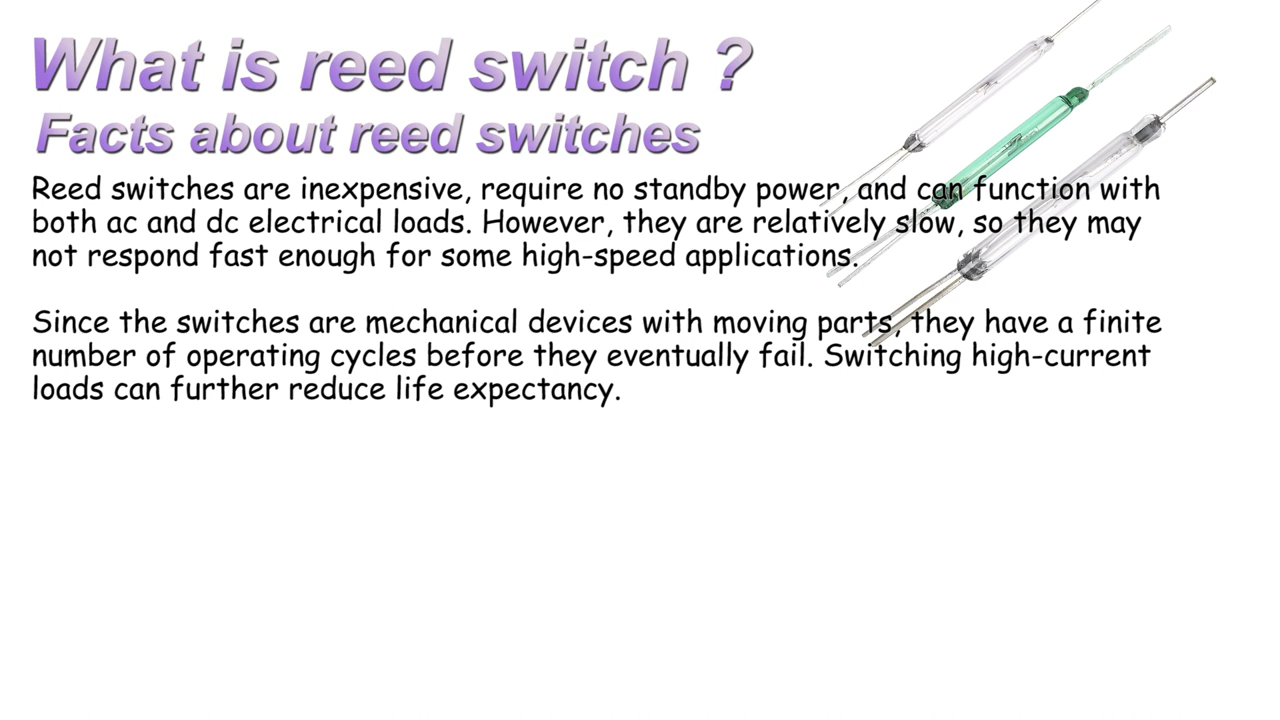 What is reed switch ?
Facts about reed switches
Reed switches are inexpensive, require no standby power, and can function with
both ac and dc electrical loads. However, they are relatively slow, so they may
not respond fast enough for some high-speed applications.
Since the switches are mechanical devices with moving parts, they have a finite
number of operating cycles before they eventually fail. Switching high-current
loads can further reduce life expectancy.